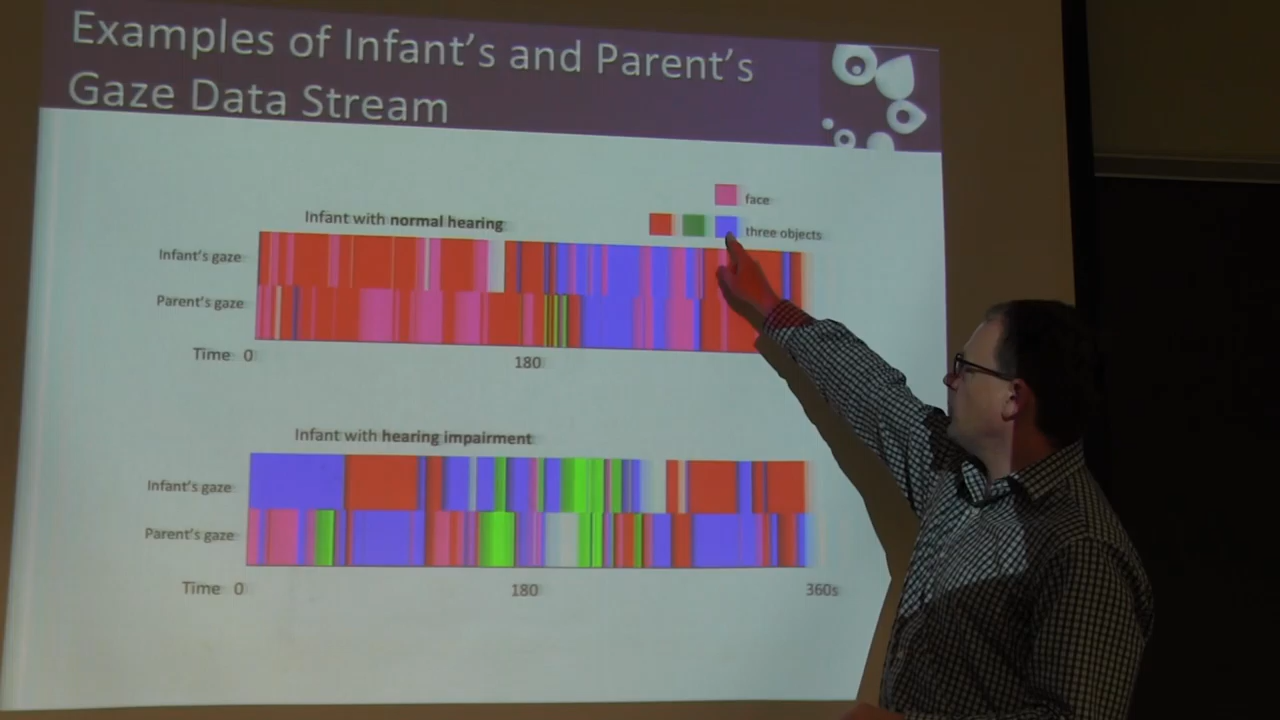 Examples of Infant's and Parent's
Gaze Data Stream
face
three objects
Infant with normal hearing
Infant's gaze
Parent's gaze
Time 0
180
Infant with hearing impairment
Infant's gaze
Parent's gaze
Time 0
180
360s